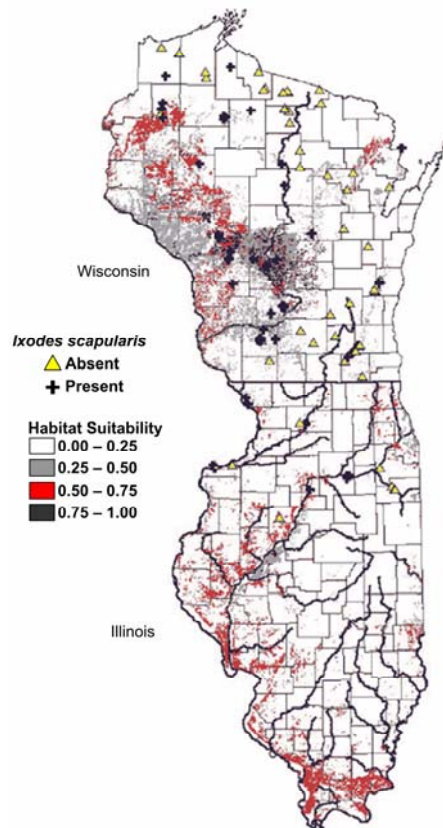 Wisconsin
Ixodes scapularis
Absent
Present
Habitat Suitability
0.00 – 0.25
0.25 – 0.50
0.50 – 0.75
0.75 – 1.00
Illinois